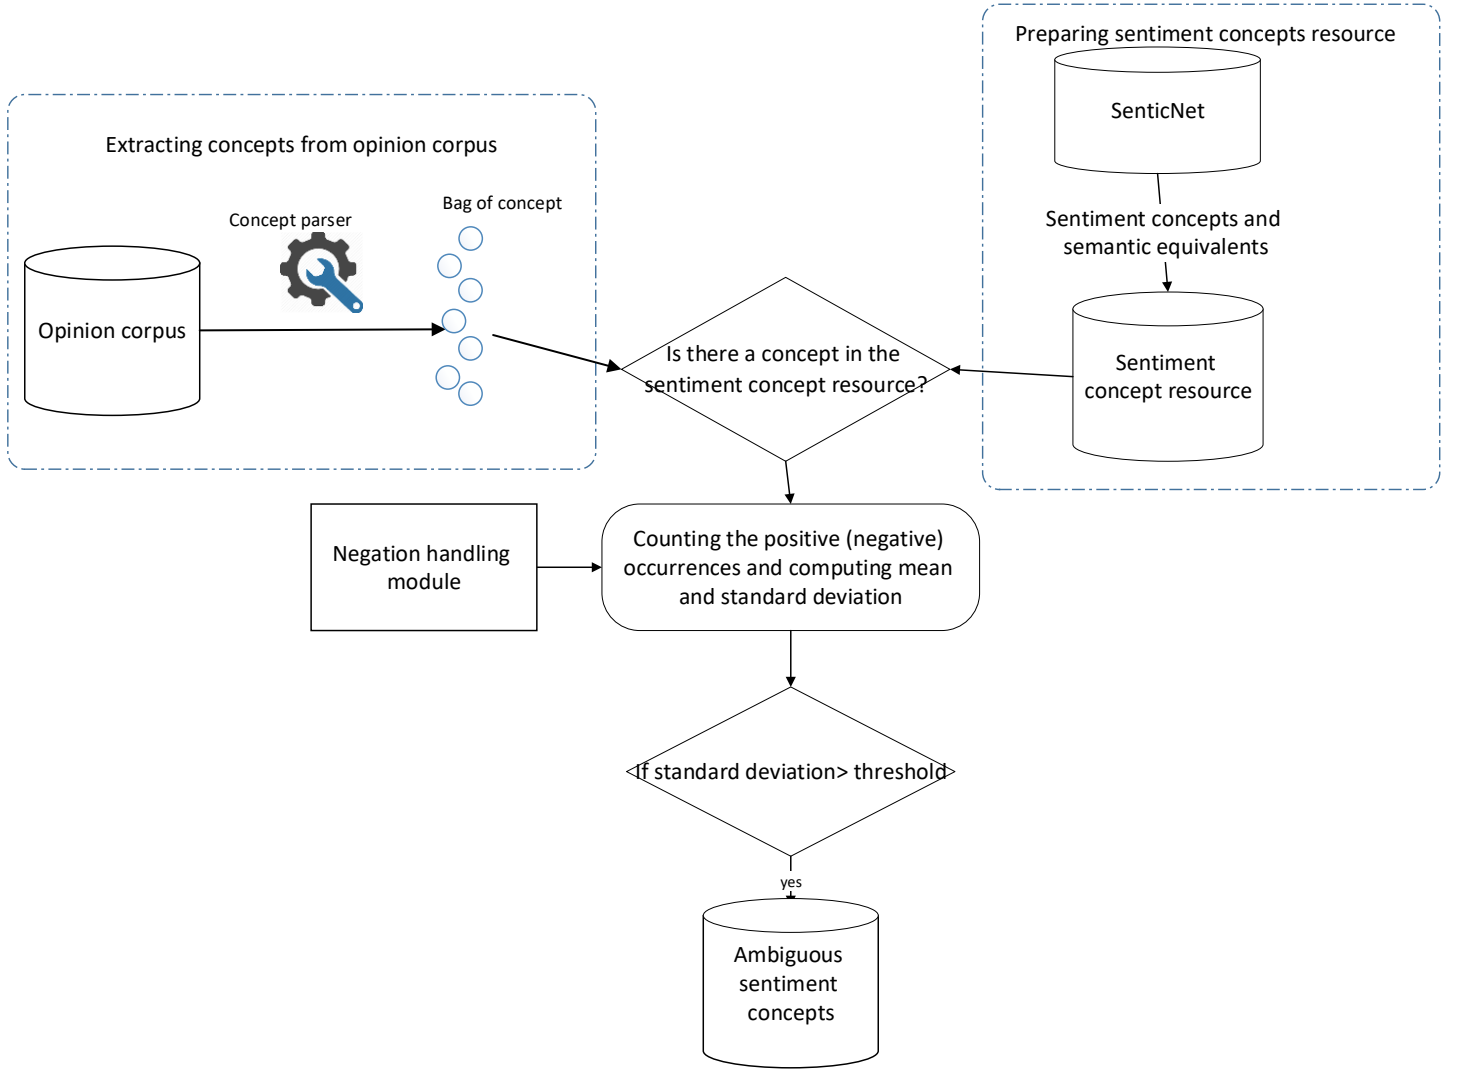 Preparing sentiment concepts resource
SenticNet
Sentiment concepts and
semantic equivalents
Sentiment
concept resource
Extracting concepts from opinion corpus
Concept parser
Bag of concept
Opinion corpus
Is there a concept in the
sentiment concept resource?
Negation handling
module
Counting the positive (negative)
occurrences and computing mean
and standard deviation
If standard deviation> threshold
yes
Ambiguous
sentiment
concepts